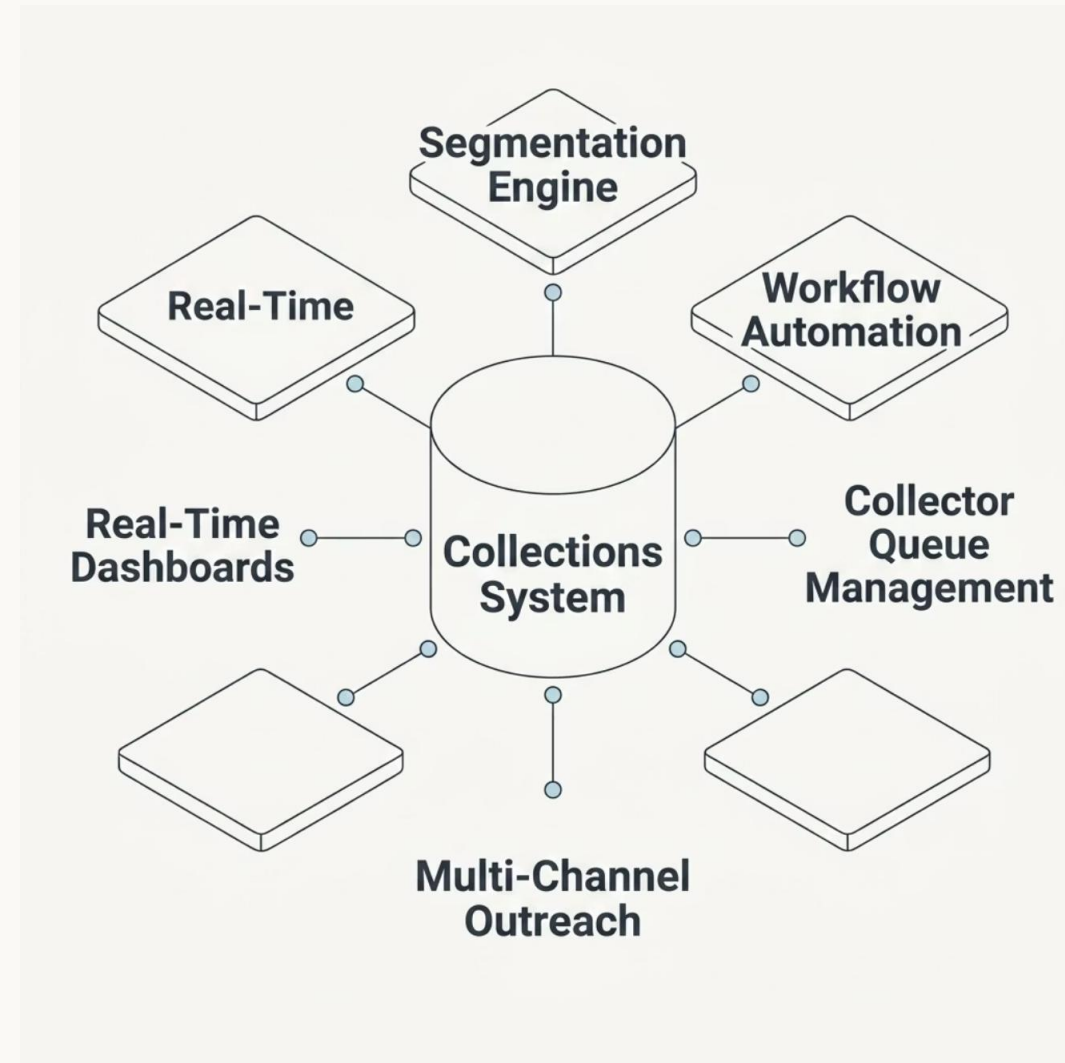 Segmentation
Engine
Real-Time
Workflow
Automation
Real-Time
Dashboards
Collections
System
Collector
Queue
Management
Multi-Channel
Outreach